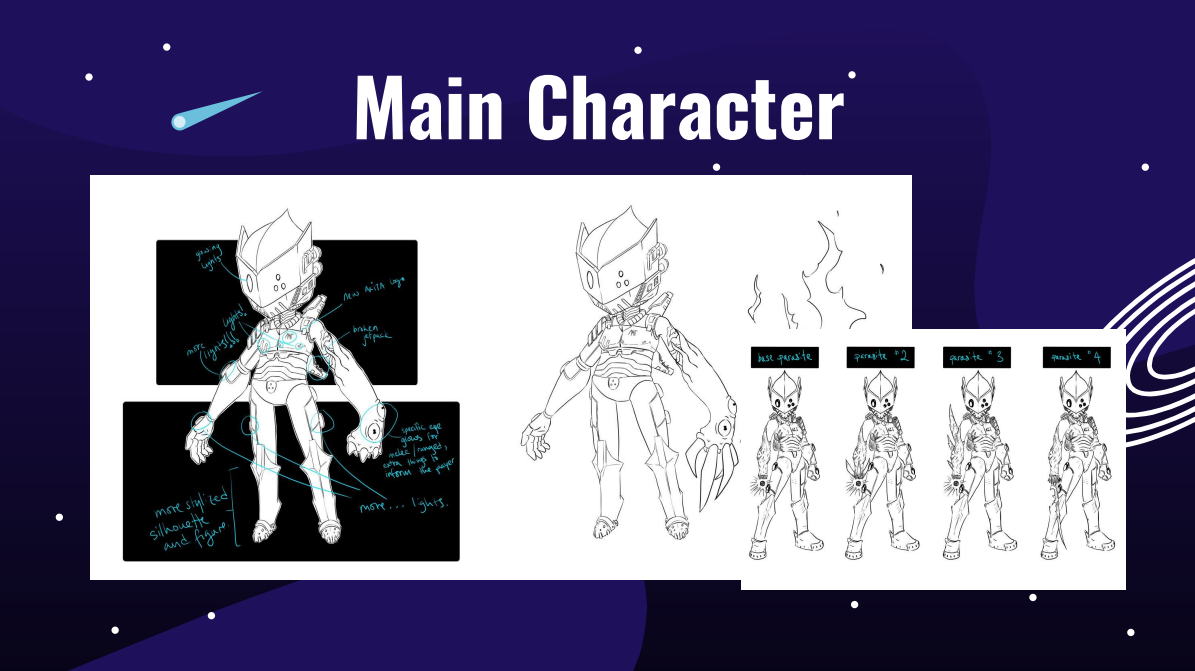 Main Character
glowing
lights
new AKITA logo
lights!
broken
jetpack
more
lights!!
specific eye
glows for
melee/ranged,
extra things to
inform the player
more stylized
silhouette
and figure.
more... lights.
base parasite
parasite #2
parasite #3
parasite #4